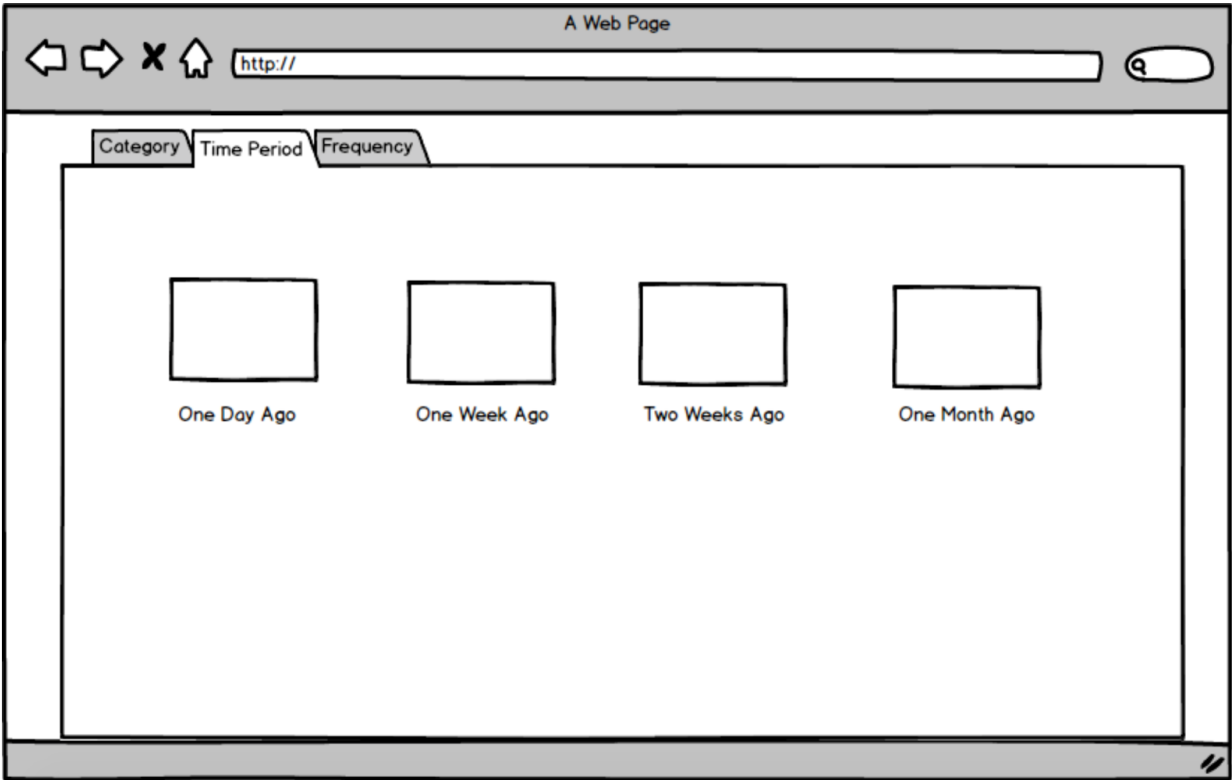 A Web Page
http://
Category Time Period Frequency
One Day Ago One Week Ago Two Weeks Ago One Month Ago